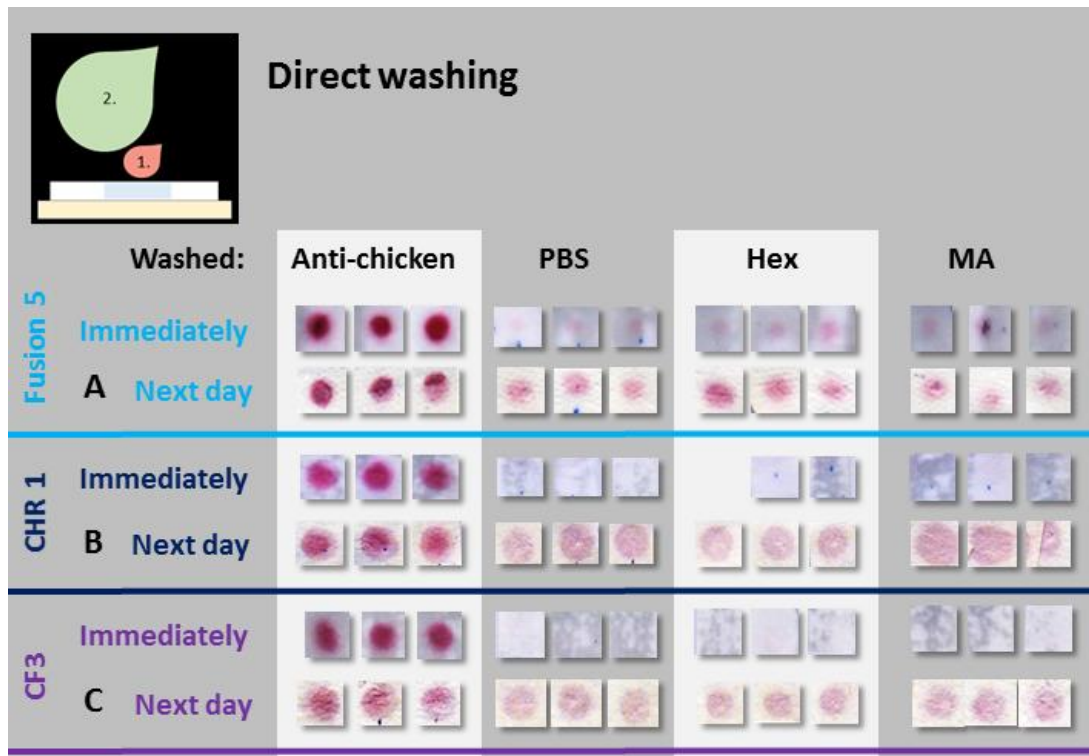 2.
1.
Direct washing
Washed: Anti-chicken PBS Hex MA
Fusion 5
Immediately
A Next day
CHR 1
Immediately
B Next day
CF3
Immediately
C Next day